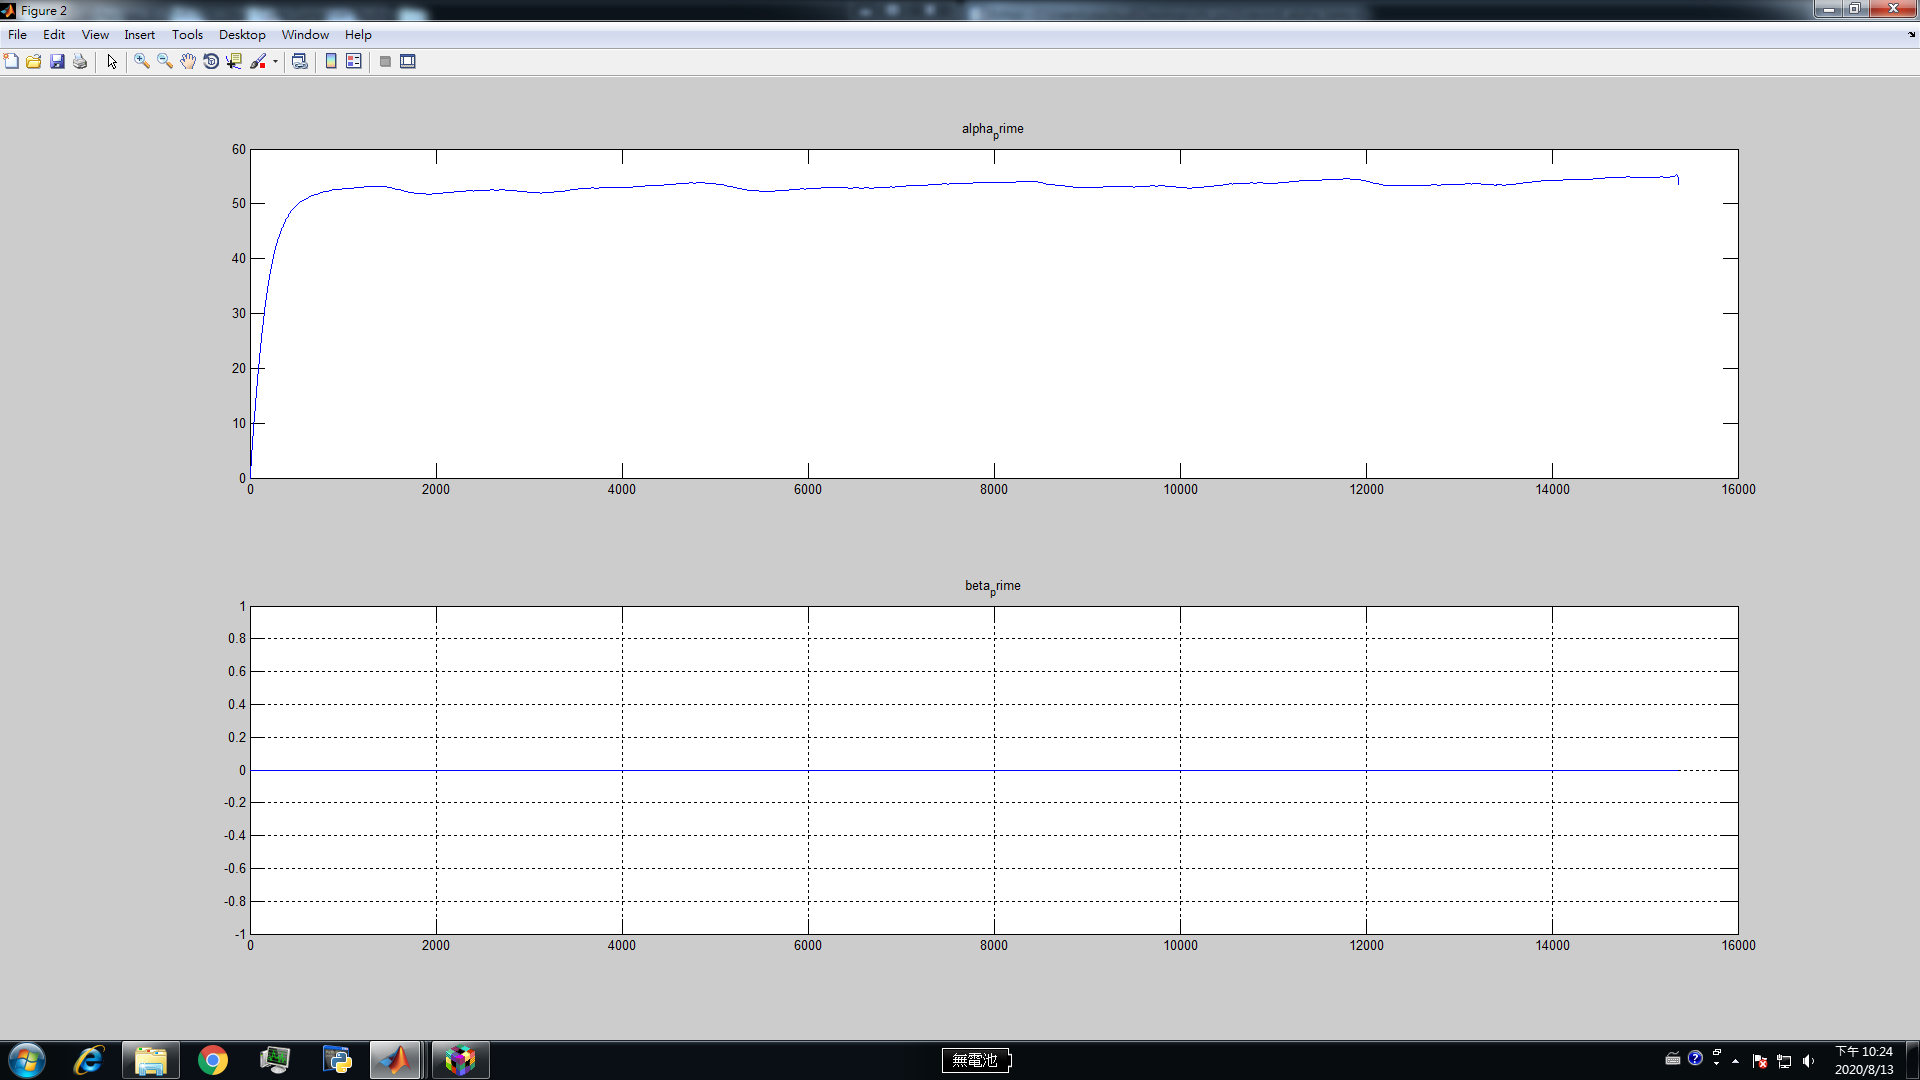 Figure 2
File Edit View Insert Tools Desktop Window Help
alpha_prime
60
50
40
30
20
10
0
0 2000 4000 6000 8000 10000 12000 14000 16000
beta_prime
1
0.8
0.6
0.4
0.2
0
-0.2
-0.4
-0.6
-0.8
-1
0 2000 4000 6000 8000 10000 12000 14000 16000
無電池
下午 10:24
2020/8/13